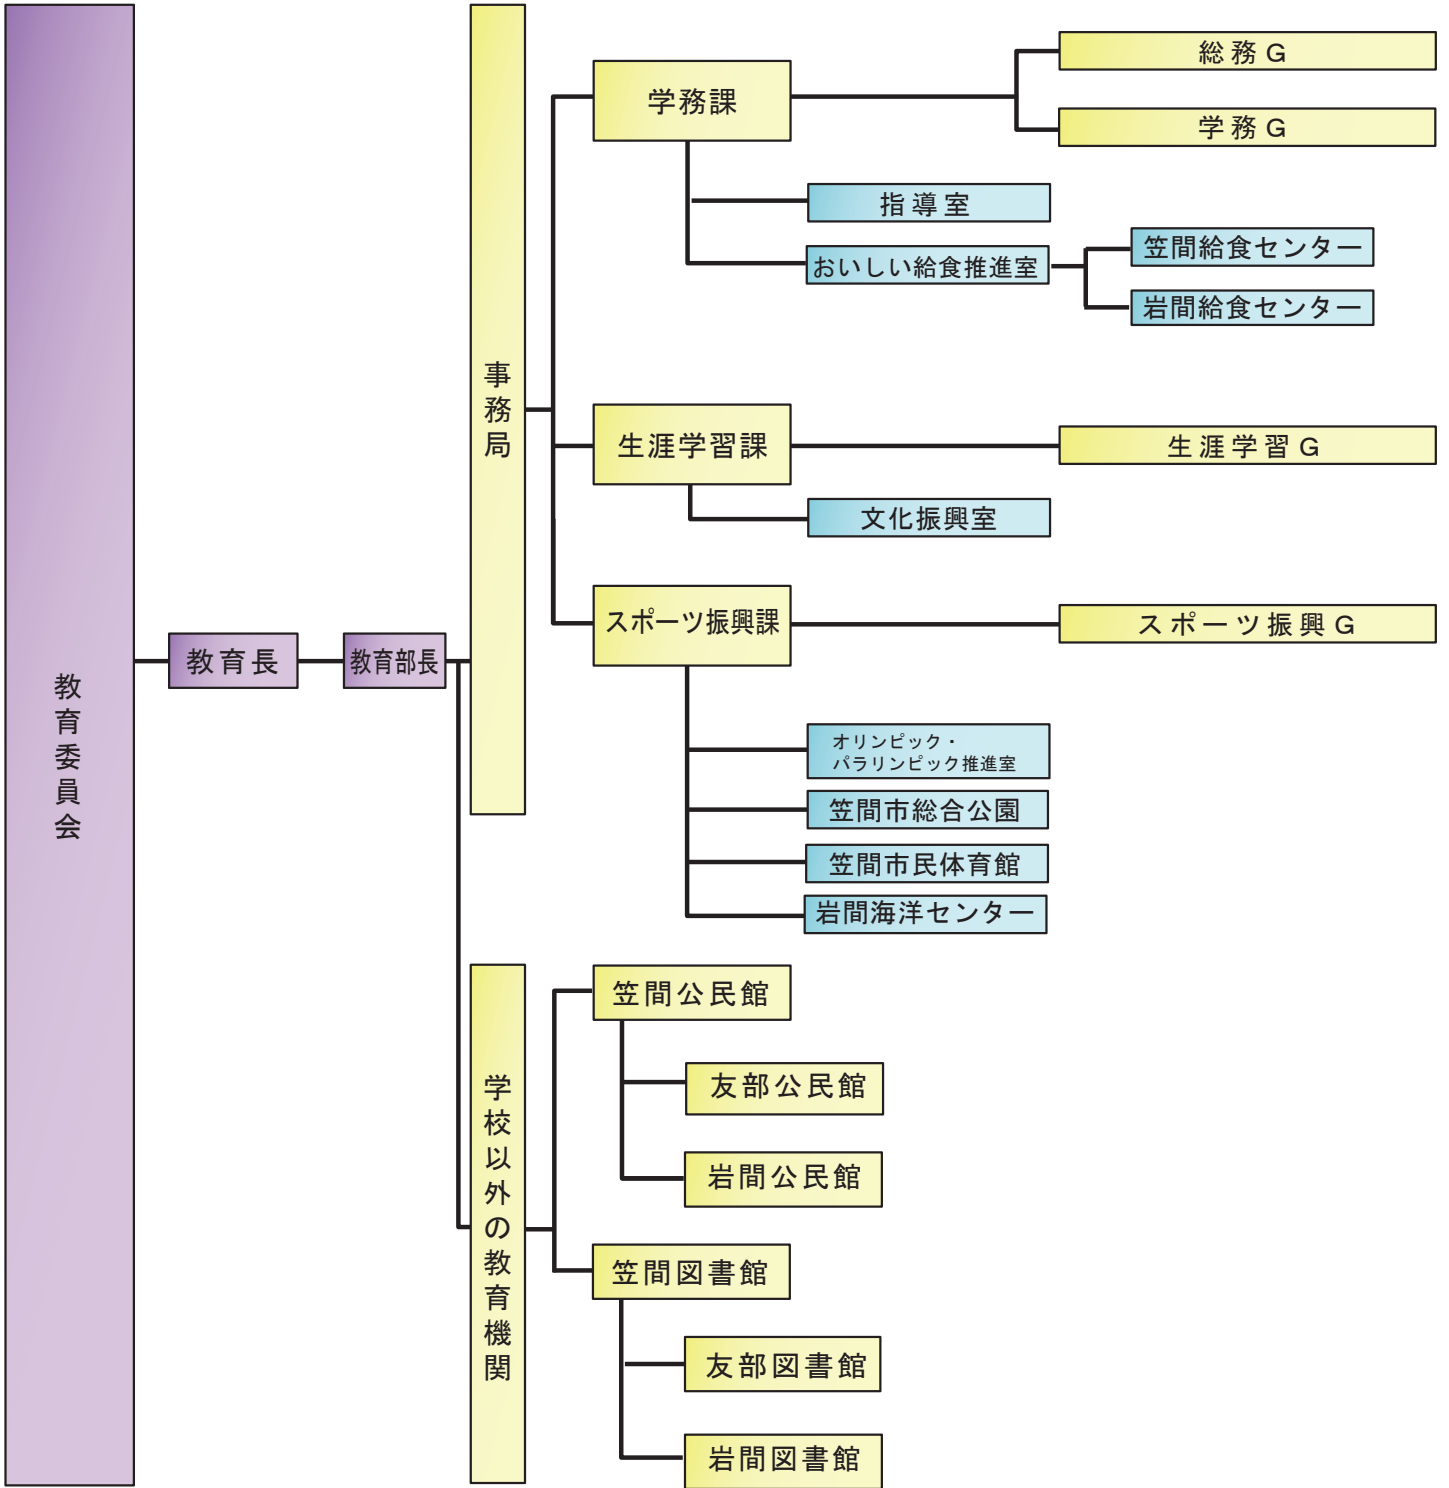 教育委員会
教育長
教育部長
事務局
学務課
総務G
学務G
指導室
おいしい給食推進室
笠間給食センター
岩間給食センター
生涯学習課
生涯学習G
文化振興室
スポーツ振興課
スポーツ振興G
オリンピック・
パラリンピック推進室
笠間市総合公園
笠間市民体育館
岩間海洋センター
学校以外の教育機関
笠間公民館
友部公民館
岩間公民館
笠間図書館
友部図書館
岩間図書館